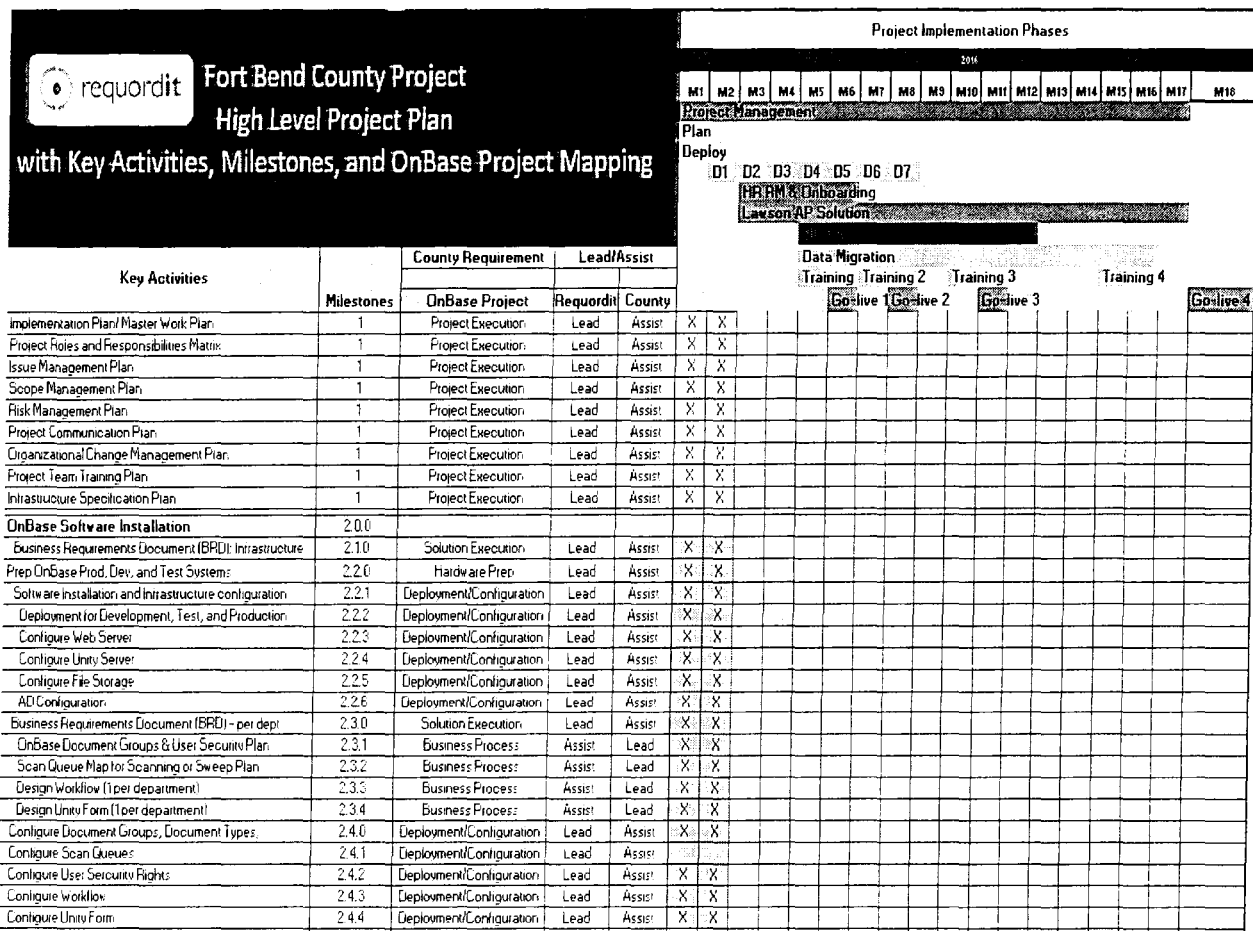 Project Implementation Phases
requordit
Fort Bend County Project
High Level Project Plan
with Key Activities, Milestones, and OnBase Project Mapping
M1 M2 M3 M4 M5 M6 M7 M8 M9 M10 M11 M12 M13 M14 M15 M16 M17 M18
Project Management
Plan
Deploy
D1 D2 D3 D4 D5 D6 D7
HR RM & Onboarding
Lawson AP Solution
Data Migration
Training Training 2 Training 3 Training 4
Go-live 1 Go-live 2 Go-live 3 Go-live 4
County Requirement Lead/Assist
Key Activities Milestones OnBase Project Requordit County
Implementation Plan/ Master Work Plan 1 Project Execution Lead Assist X X
Project Roles and Responsibilities Matrix 1 Project Execution Lead Assist X X
Issue Management Plan 1 Project Execution Lead Assist X X
Scope Management Plan 1 Project Execution Lead Assist X X
Risk Management Plan 1 Project Execution Lead Assist X X
Project Communication Plan 1 Project Execution Lead Assist X X
Organizational Change Management Plan 1 Project Execution Lead Assist X X
Project Team Training Plan 1 Project Execution Lead Assist X X
Infrastructure Specification Plan 1 Project Execution Lead Assist X X
OnBase Software Installation 2.0.0
Business Requirements Document (BRD): Infrastructure 2.1.0 Solution Execution Lead Assist X X
Prep OnBase Prod, Dev, and Test Systems 2.2.0 Hardware Prep Lead Assist X X
Software installation and infrastructure configuration 2.2.1 Deployment/Configuration Lead Assist X X
Deployment for Development, Test, and Production 2.2.2 Deployment/Configuration Lead Assist X X
Configure Web Server 2.2.3 Deployment/Configuration Lead Assist X X
Configure Unity Server 2.2.4 Deployment/Configuration Lead Assist X X
Configure File Storage 2.2.5 Deployment/Configuration Lead Assist X X
AD Configuration 2.2.6 Deployment/Configuration Lead Assist X X
Business Requirements Document (BRD) - per dept 2.3.0 Solution Execution Lead Assist X X
OnBase Document Groups & User Security Plan 2.3.1 Business Process Assist Lead X X
Scan Queue Map for Scanning or Sweep Plan 2.3.2 Business Process Assist Lead X X
Design Workflow (1 per department) 2.3.3 Business Process Assist Lead X X
Design Unity Form (1 per department) 2.3.4 Business Process Assist Lead X X
Configure Document Groups, Document Types, 2.4.0 Deployment/Configuration Lead Assist X X
Configure Scan Queues 2.4.1 Deployment/Configuration Lead Assist
Configure User Sercurity Rights 2.4.2 Deployment/Configuration Lead Assist X X
Configure Workflow 2.4.3 Deployment/Configuration Lead Assist X X
Configure Unity Form 2.4.4 Deployment/Configuration Lead Assist X X